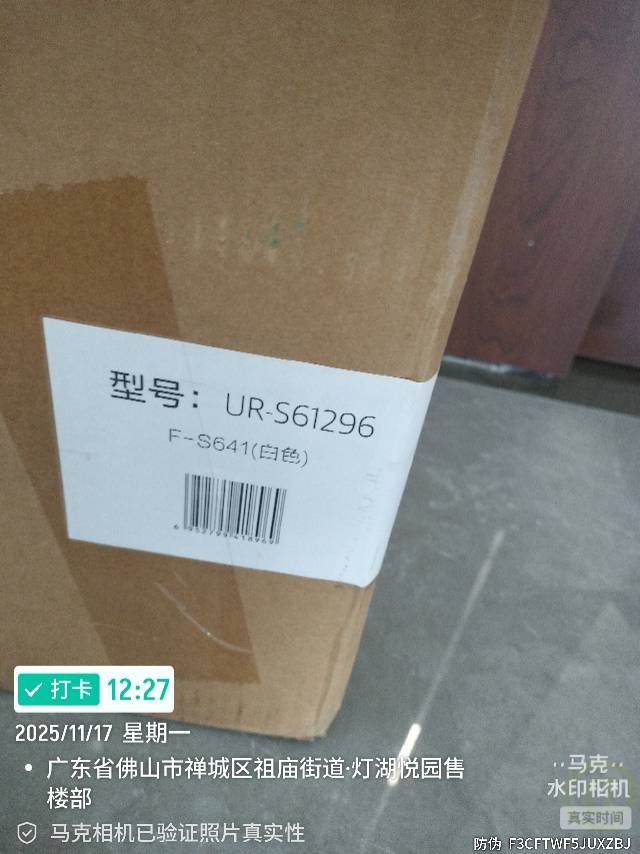 型号：UR-S61296
F-S641(白色)
打卡 12:27
2025/11/17 星期一
广东省佛山市禅城区祖庙街道·灯湖悦园售
楼部
马克相机已验证照片真实性
马克
水印相机
真实时间
防伪 F3CFTWF5JUXZBJ